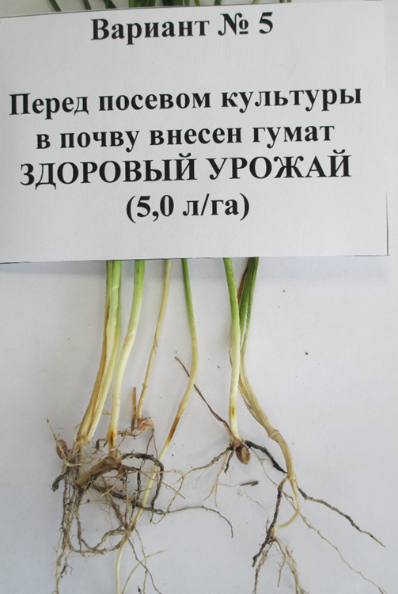 Вариант № 5
Перед посевом культуры
в почву внесен гумат
ЗДОРОВЫЙ УРОЖАЙ
(5,0 л/га)